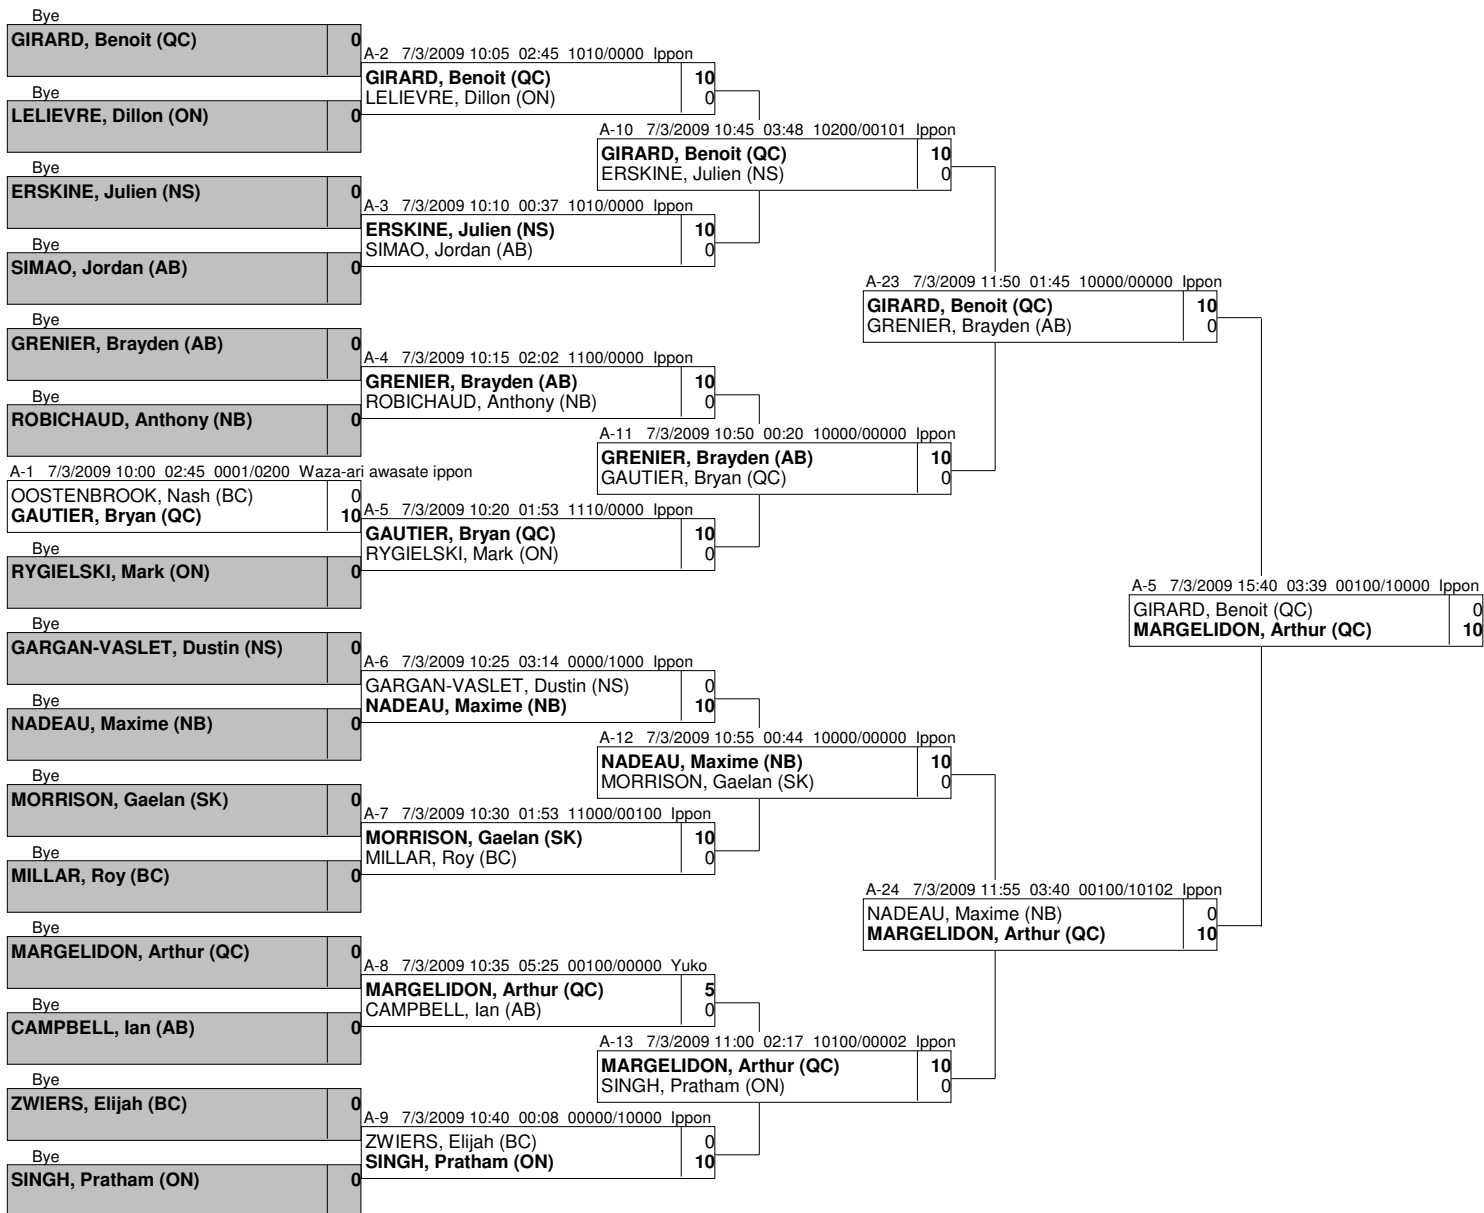 Bye
GIRARD, Benoit (QC) 0
Bye
LELIEVRE, Dillon (ON) 0
Bye
ERSKINE, Julien (NS) 0
Bye
SIMAO, Jordan (AB) 0
Bye
GRENIER, Brayden (AB) 0
Bye
ROBICHAUD, Anthony (NB) 0
A-1 7/3/2009 10:00 02:45 0001/0200 Waza-ari awasate ippon
OOSTENBROOK, Nash (BC) 0
GAUTIER, Bryan (QC) 10
Bye
RYGIELSKI, Mark (ON) 0
Bye
GARGAN-VASLET, Dustin (NS) 0
Bye
NADEAU, Maxime (NB) 0
Bye
MORRISON, Gaelan (SK) 0
Bye
MILLAR, Roy (BC) 0
Bye
MARGELIDON, Arthur (QC) 0
Bye
CAMPBELL, Ian (AB) 0
Bye
ZWIERS, Elijah (BC) 0
Bye
SINGH, Pratham (ON) 0
A-2 7/3/2009 10:05 02:45 1010/0000 Ippon
GIRARD, Benoit (QC) 10
LELIEVRE, Dillon (ON) 0
A-3 7/3/2009 10:10 00:37 1010/0000 Ippon
ERSKINE, Julien (NS) 10
SIMAO, Jordan (AB) 0
A-4 7/3/2009 10:15 02:02 1100/0000 Ippon
GRENIER, Brayden (AB) 10
ROBICHAUD, Anthony (NB) 0
A-5 7/3/2009 10:20 01:53 1110/0000 Ippon
GAUTIER, Bryan (QC) 10
RYGIELSKI, Mark (ON) 0
A-6 7/3/2009 10:25 03:14 0000/1000 Ippon
GARGAN-VASLET, Dustin (NS) 0
NADEAU, Maxime (NB) 10
A-7 7/3/2009 10:30 01:53 11000/00100 Ippon
MORRISON, Gaelan (SK) 10
MILLAR, Roy (BC) 0
A-8 7/3/2009 10:35 05:25 00100/00000 Yuko
MARGELIDON, Arthur (QC) 5
CAMPBELL, Ian (AB) 0
A-9 7/3/2009 10:40 00:08 00000/10000 Ippon
ZWIERS, Elijah (BC) 0
SINGH, Pratham (ON) 10
A-10 7/3/2009 10:45 03:48 10200/00101 Ippon
GIRARD, Benoit (QC) 10
ERSKINE, Julien (NS) 0
A-11 7/3/2009 10:50 00:20 10000/00000 Ippon
GRENIER, Brayden (AB) 10
GAUTIER, Bryan (QC) 0
A-12 7/3/2009 10:55 00:44 10000/00000 Ippon
NADEAU, Maxime (NB) 10
MORRISON, Gaelan (SK) 0
A-13 7/3/2009 11:00 02:17 10100/00002 Ippon
MARGELIDON, Arthur (QC) 10
SINGH, Pratham (ON) 0
A-23 7/3/2009 11:50 01:45 10000/00000 Ippon
GIRARD, Benoit (QC) 10
GRENIER, Brayden (AB) 0
A-24 7/3/2009 11:55 03:40 00100/10102 Ippon
NADEAU, Maxime (NB) 0
MARGELIDON, Arthur (QC) 10
A-5 7/3/2009 15:40 03:39 00100/10000 Ippon
GIRARD, Benoit (QC) 0
MARGELIDON, Arthur (QC) 10